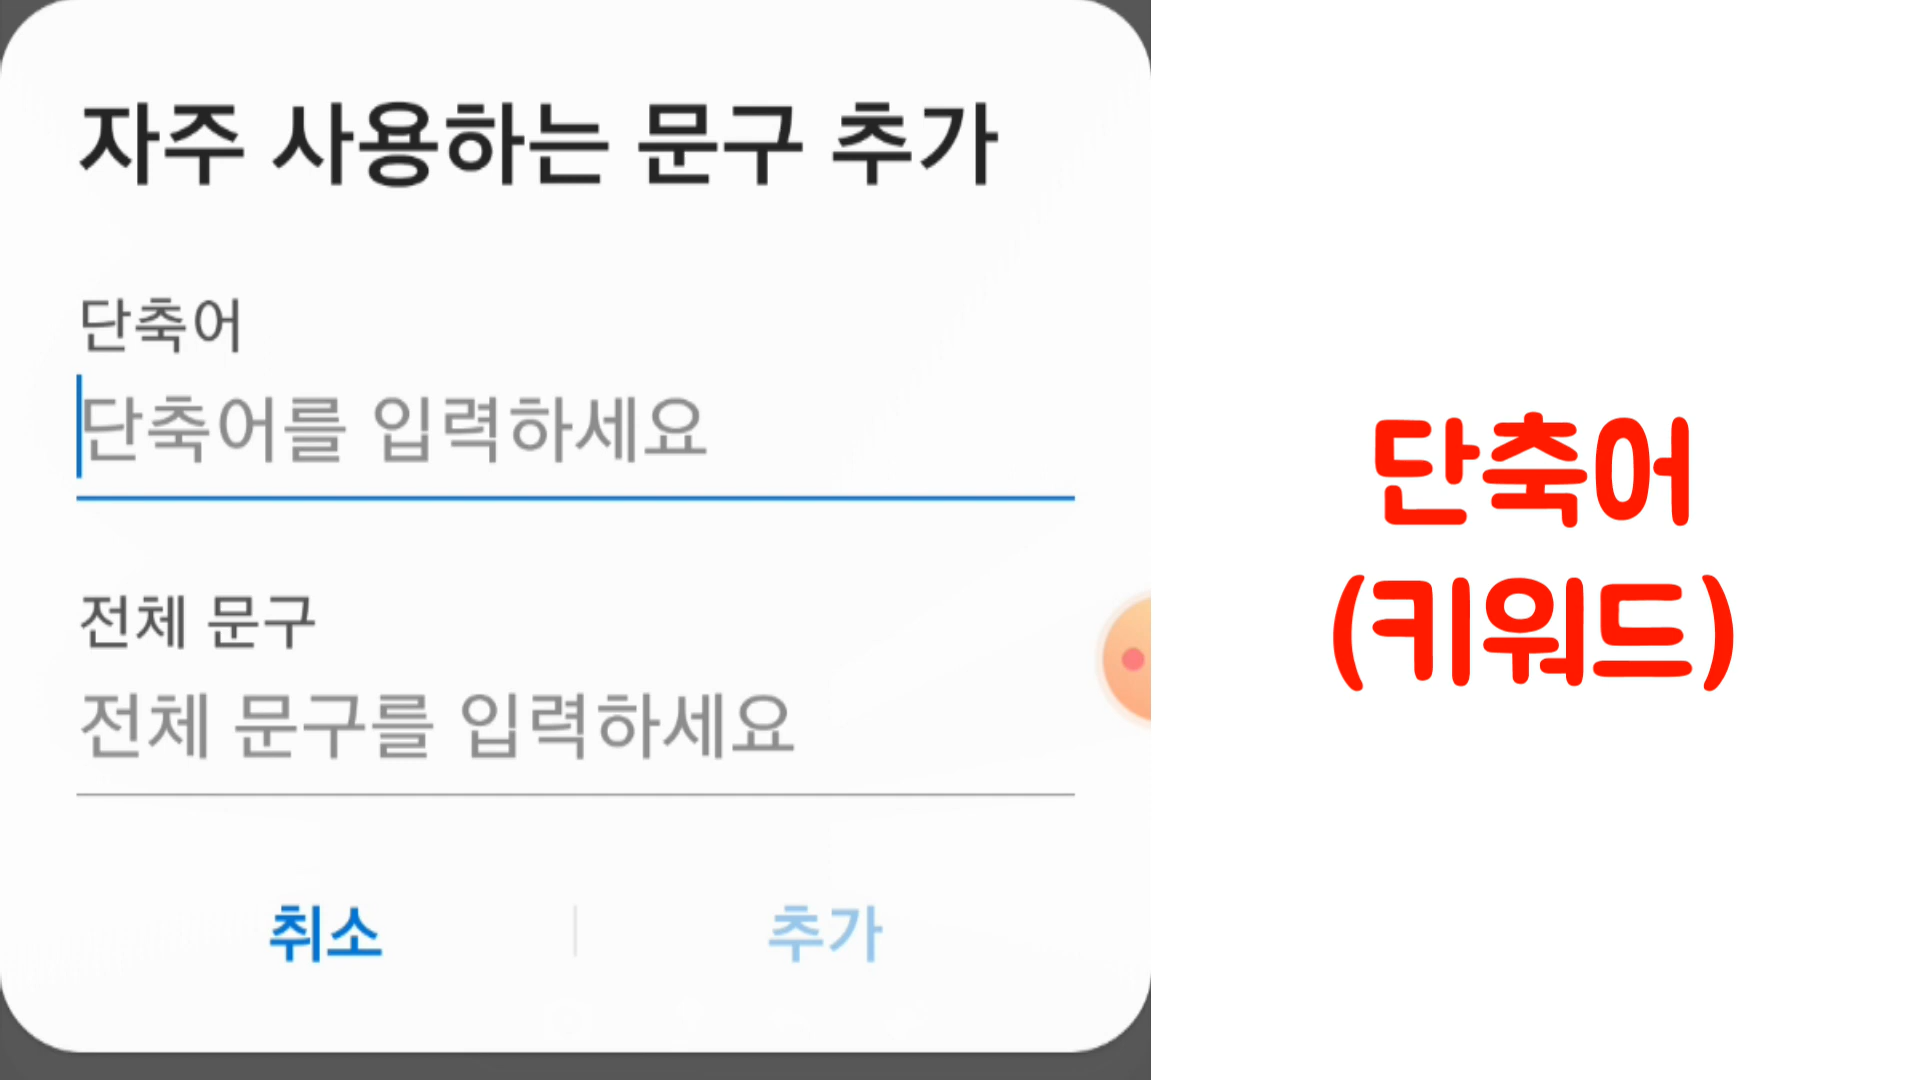 자주 사용하는 문구 추가
단축어
단축어를 입력하세요
전체 문구
전체 문구를 입력하세요
취소
추가
단축어
(키워드)